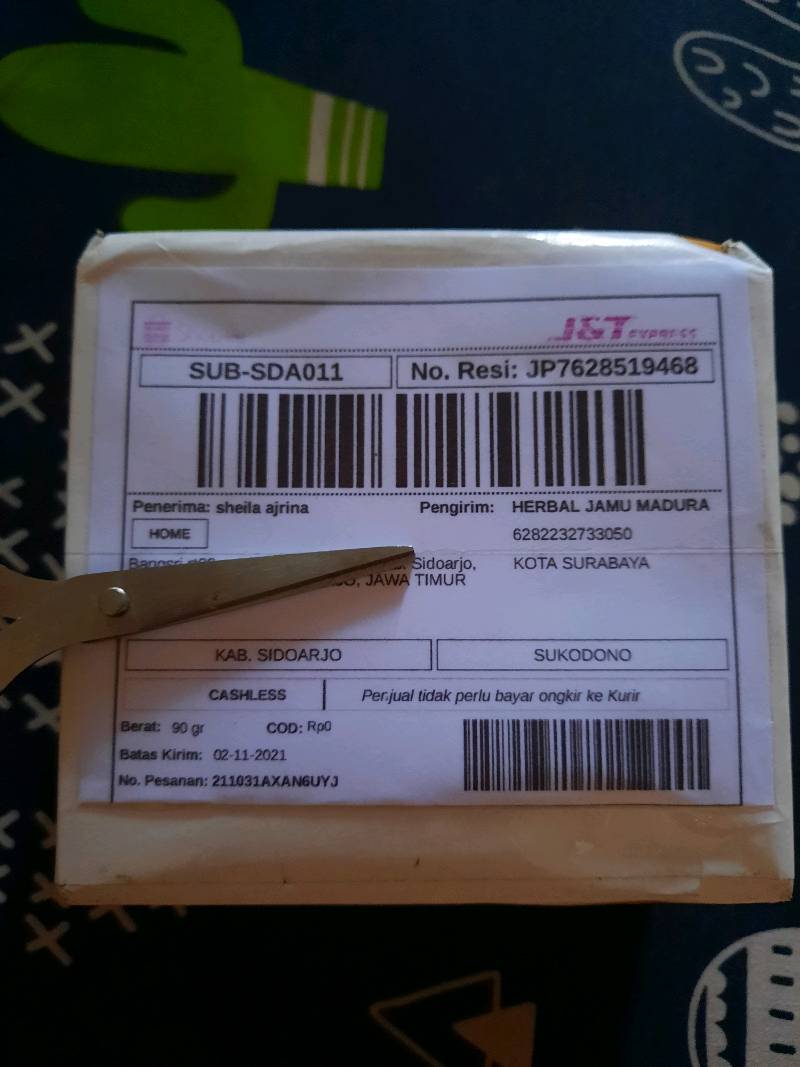 J&T EXPRESS
SUB-SDA011
No. Resi: JP7628519468
Penerima: sheila ajrina
Pengirim: HERBAL JAMU MADURA
HOME
6282232733050
Bangsri Sidoarjo,
KOTA SURABAYA
JAWA TIMUR
KAB. SIDOARJO
SUKODONO
CASHLESS
Penjual tidak perlu bayar ongkir ke Kurir
Berat: 90 gr
COD: Rp0
Batas Kirim: 02-11-2021
No. Pesanan: 211031AXAN6UYJ